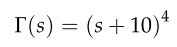 Γ(s) = (s + 10)⁴